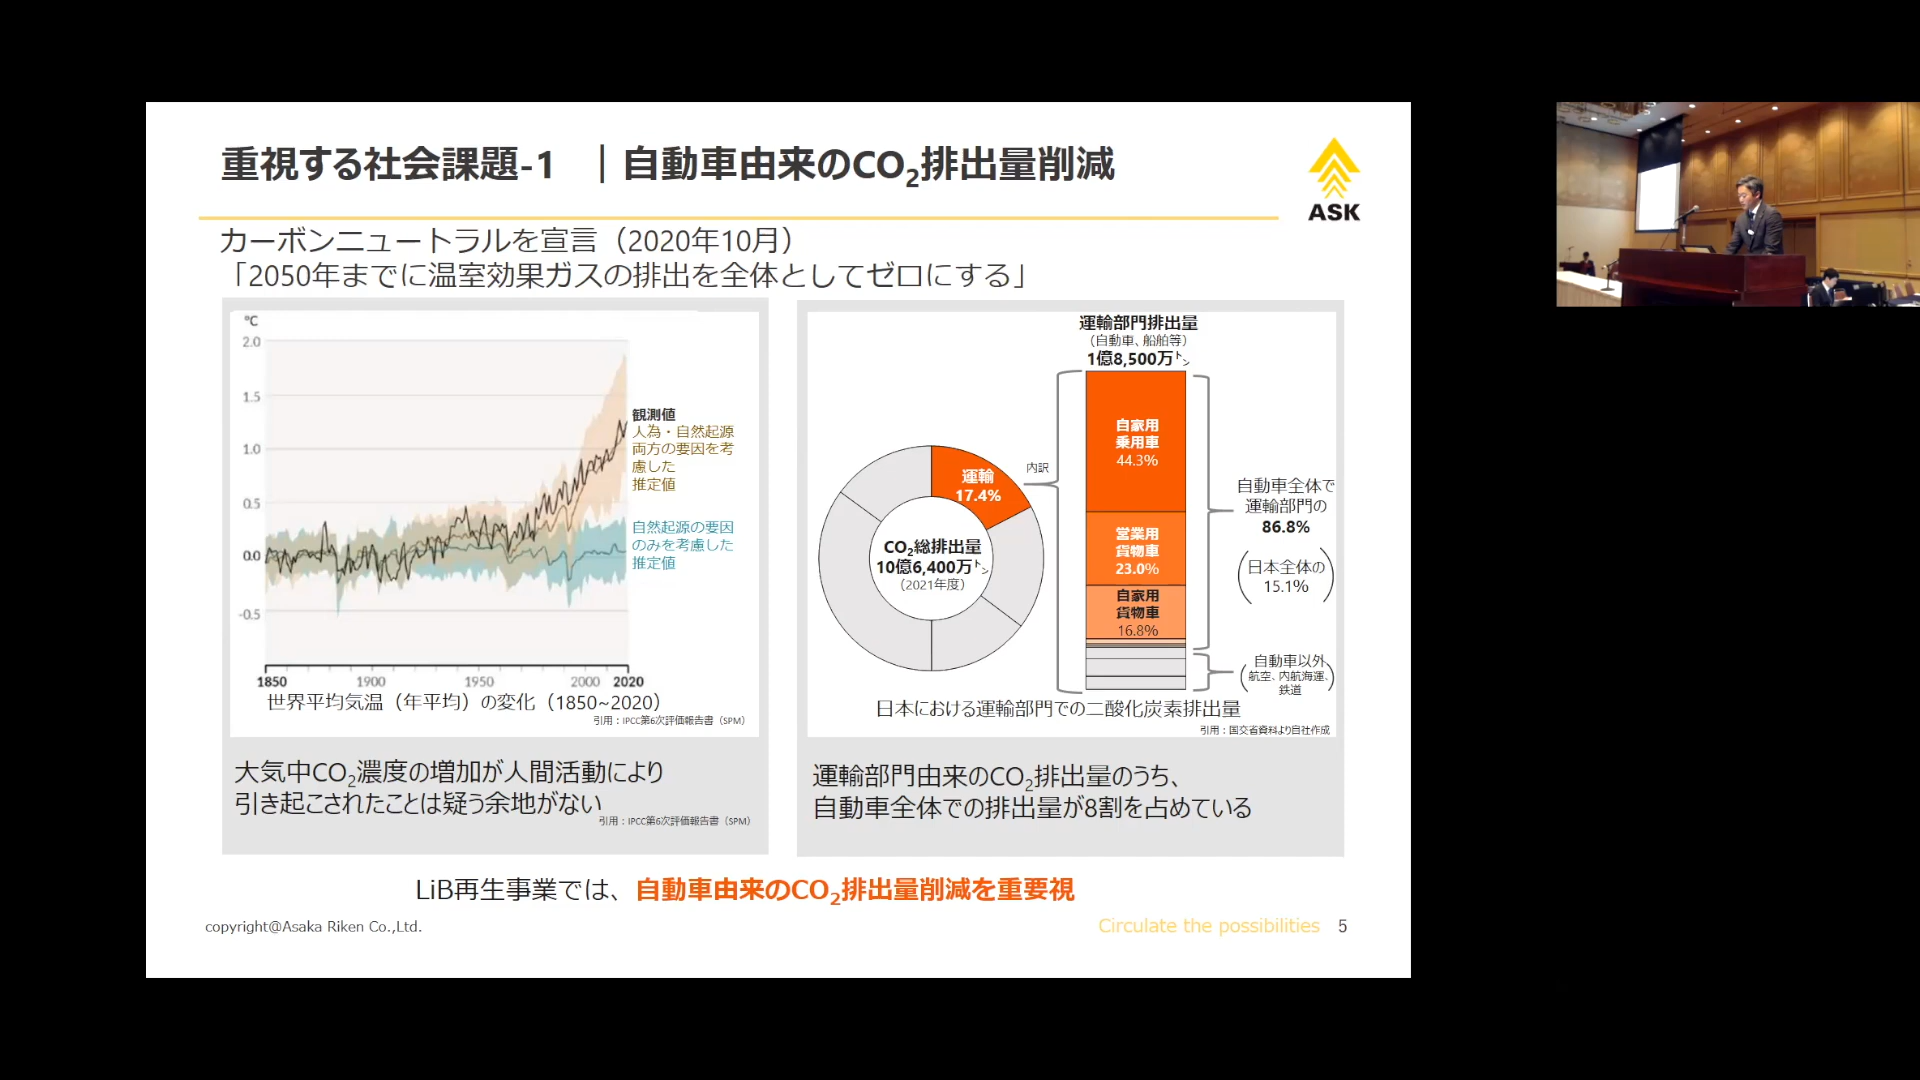 重視する社会課題-1 ｜自動車由来のCO₂排出量削減
ASK
カーボンニュートラルを宣言（2020年10月）
「2050年までに温室効果ガスの排出を全体としてゼロにする」
℃
2.0
1.5
1.0
0.5
0.0
-0.5
1850
1900
1950
2000
2020
観測値
人為・自然起源
両方の要因を考
慮した
推定値
自然起源の要因
のみを考慮した
推定値
世界平均気温（年平均）の変化（1850~2020）
引用：IPCC第6次評価報告書（SPM）
大気中CO₂濃度の増加が人間活動により
引き起こされたことは疑う余地がない
引用：IPCC第6次評価報告書（SPM）
運輸部門排出量
（自動車、船舶等）
1億8,500万㌧
運輸
17.4%
内訳
CO₂総排出量
10億6,400万㌧
（2021年度）
自家用
乗用車
44.3%
営業用
貨物車
23.0%
自家用
貨物車
16.8%
自動車全体で
運輸部門の
86.8%
（日本全体の
15.1%）
自動車以外
（航空、内航海運、
鉄道）
日本における運輸部門での二酸化炭素排出量
引用：国交省資料より自社作成
運輸部門由来のCO₂排出量のうち、
自動車全体での排出量が8割を占めている
LiB再生事業では、自動車由来のCO₂排出量削減を重要視
copyright@Asaka Riken Co.,Ltd.
Circulate the possibilities 5